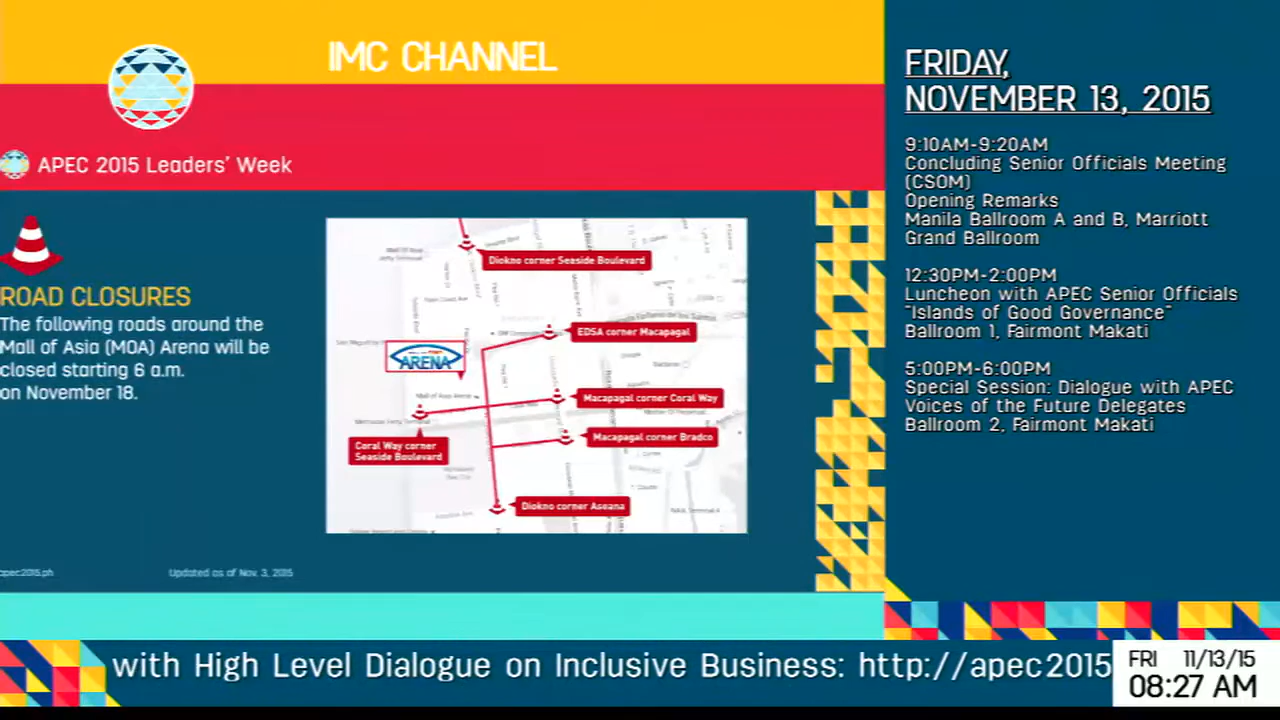 IMC CHANNEL
APEC 2015 Leaders' Week
ROAD CLOSURES
The following roads around the
Mall of Asia (MOA) Arena will be
closed starting 6 a.m.
on November 18.
Diokno corner Seaside Boulevard
EDSA corner Macapagal
ARENA
Macapagal corner Coral Way
Mall of Asia Arena
Macapagal corner Bradco
Coral Way corner
Seaside Boulevard
Diokno corner Aseana
apec2015.ph
Updated as of Nov. 3, 2015
FRIDAY,
NOVEMBER 13, 2015
9:10AM-9:20AM
Concluding Senior Officials Meeting
(CSOM)
Opening Remarks
Manila Ballroom A and B, Marriott
Grand Ballroom
12:30PM-2:00PM
Luncheon with APEC Senior Officials
"Islands of Good Governance"
Ballroom 1, Fairmont Makati
5:00PM-6:00PM
Special Session: Dialogue with APEC
Voices of the Future Delegates
Ballroom 2, Fairmont Makati
with High Level Dialogue on Inclusive Business: http://apec2015
FRI 11/13/15
08:27 AM